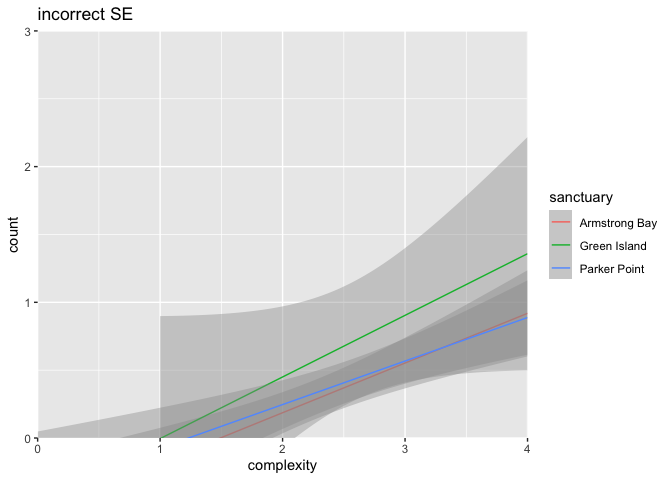 incorrect SE
3
2
1
0
count
0 1 2 3 4
complexity
sanctuary
Armstrong Bay
Green Island
Parker Point